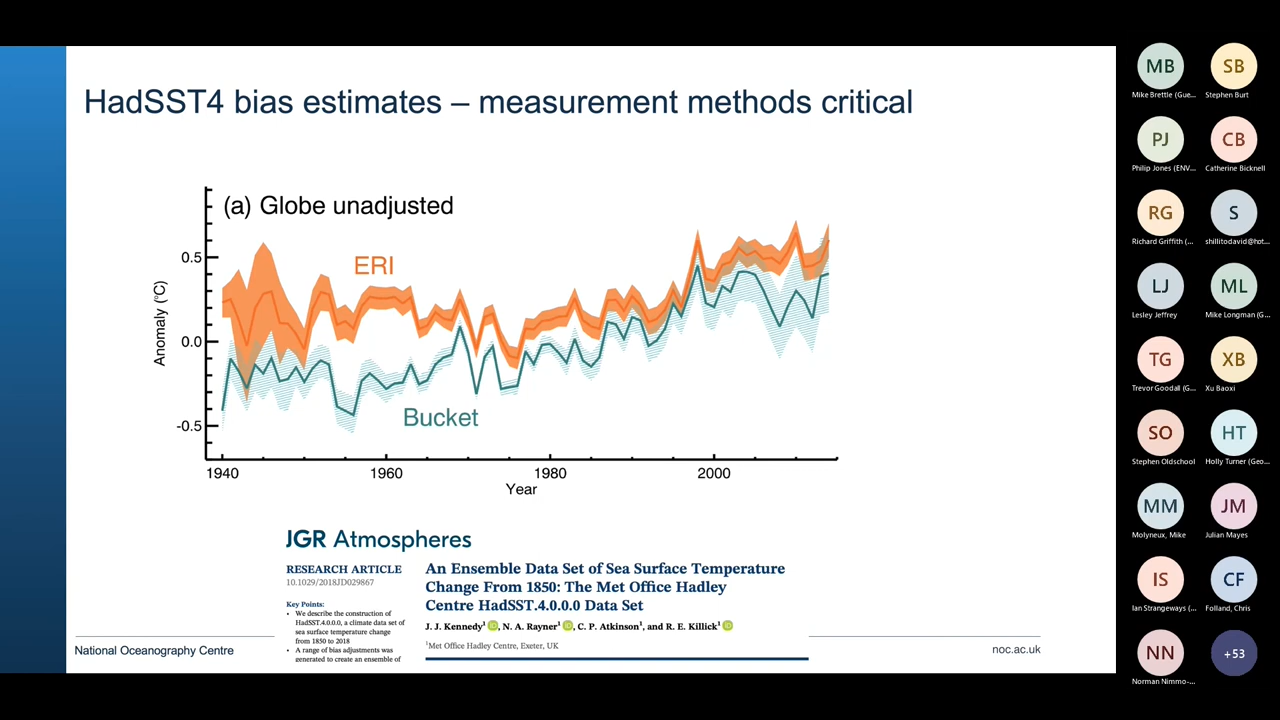 HadSST4 bias estimates – measurement methods critical
(a) Globe unadjusted
ERI
Bucket
0.5
0.0
-0.5
Anomaly (°C)
1940 1960 1980 2000
Year
JGR Atmospheres
RESEARCH ARTICLE
10.1029/2018JD029867
Key Points:
• We describe the construction of
HadSST.4.0.0.0, a climate data set of
sea surface temperature change
from 1850 to 2018
• A range of bias adjustments was
generated to create an ensemble of
An Ensemble Data Set of Sea Surface Temperature
Change From 1850: The Met Office Hadley
Centre HadSST.4.0.0.0 Data Set
J. J. Kennedy¹ iD, N. A. Rayner¹ iD, C. P. Atkinson¹, and R. E. Killick¹ iD
¹Met Office Hadley Centre, Exeter, UK
National Oceanography Centre
noc.ac.uk
MB SB
Mike Brettle (Gue... Stephen Burt
PJ CB
Philip Jones (ENV... Catherine Bicknell
RG S
Richard Griffith (... shillitodavid@hot...
LJ ML
Lesley Jeffrey Mike Longman (G...
TG XB
Trevor Goodall (G... Xu Baoxi
SO HT
Stephen Oldschool Holly Turner (Geo...
MM JM
Molyneux, Mike Julian Mayes
IS CF
Ian Strangeways (... Folland, Chris
NN +53
Norman Nimmo-...